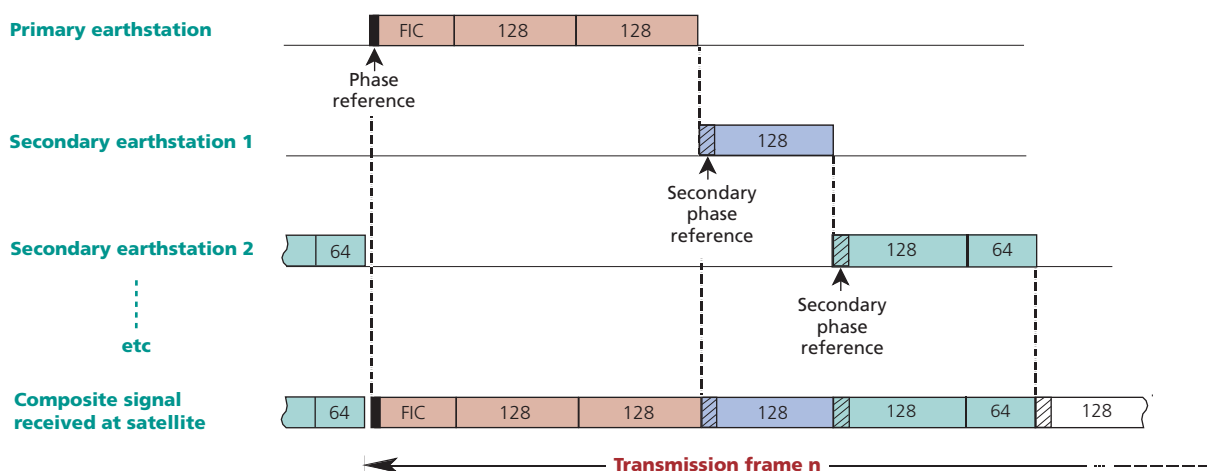 Primary earthstation
FIC 128 128
Phase
reference
Secondary earthstation 1
128
Secondary
phase
reference
Secondary earthstation 2
64 128 64
Secondary
phase
reference
etc
Composite signal
received at satellite
64 FIC 128 128 128 128 64 128
Transmission frame n